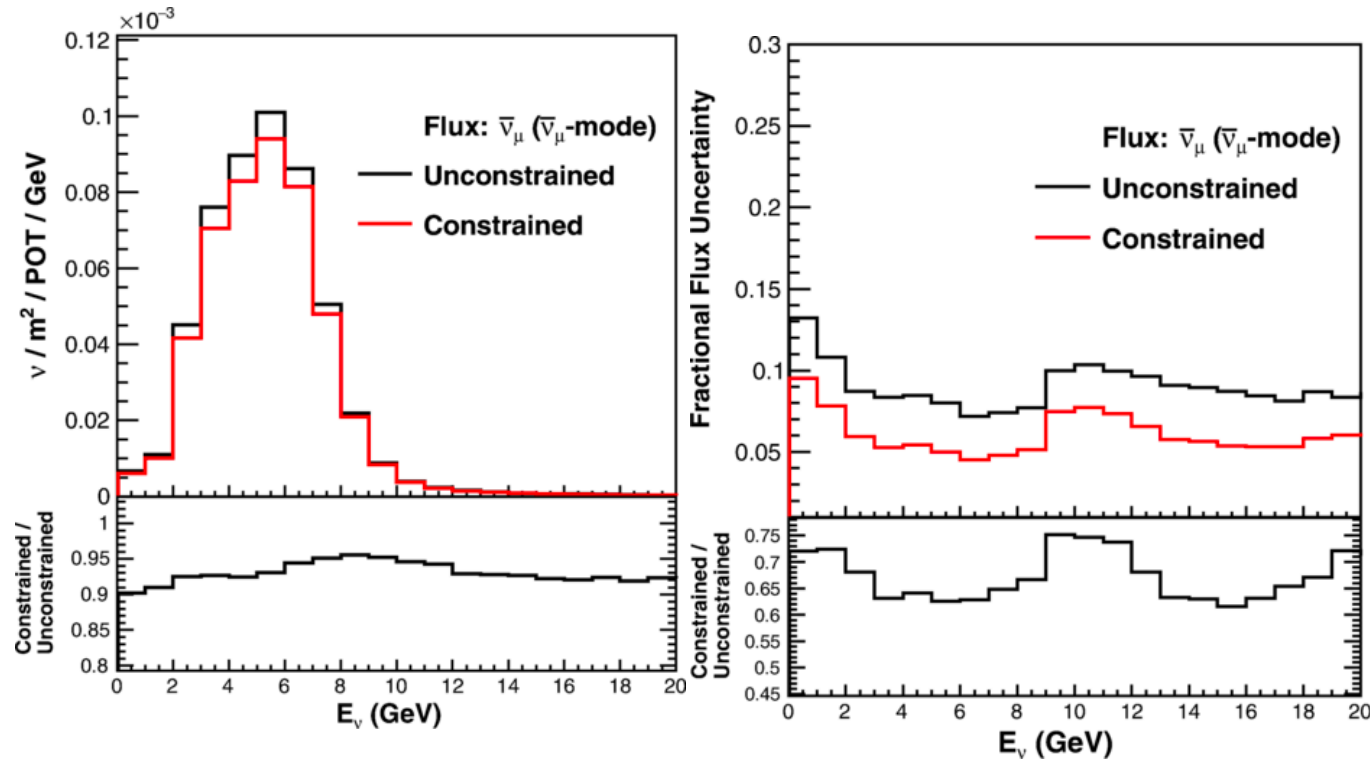 ×10⁻³
0.12
0.1
0.08
0.06
0.04
0.02
0
ν / m² / POT / GeV
Flux: ν̅μ (ν̅μ-mode)
Unconstrained
Constrained
1
0.95
0.9
0.85
0.8
Constrained /
Unconstrained
0 2 4 6 8 10 12 14 16 18 20
Eν (GeV)
0.3
0.25
0.2
0.15
0.1
0.05
Fractional Flux Uncertainty
Flux: ν̅μ (ν̅μ-mode)
Unconstrained
Constrained
0.75
0.7
0.65
0.6
0.55
0.5
0.45
Constrained /
Unconstrained
0 2 4 6 8 10 12 14 16 18 20
Eν (GeV)